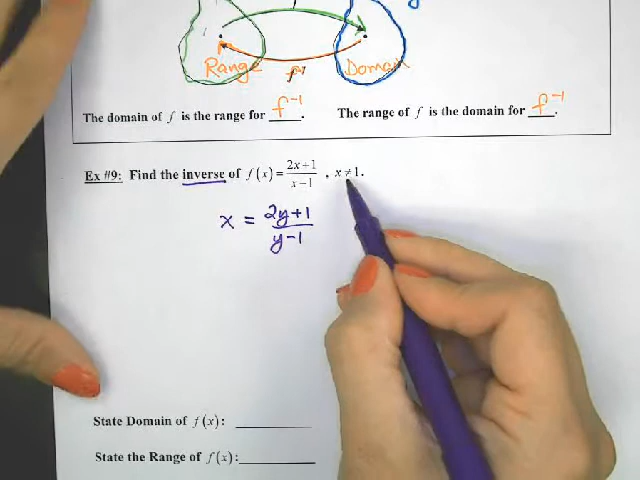 Range f⁻¹ Domain
The domain of f is the range for f⁻¹. The range of f is the domain for f⁻¹.
Ex #9: Find the inverse of f(x) = (2x+1)/(x−1) , x ≠ 1.
x = (2y+1)/(y−1)
State Domain of f(x): ____________
State the Range of f(x): ____________